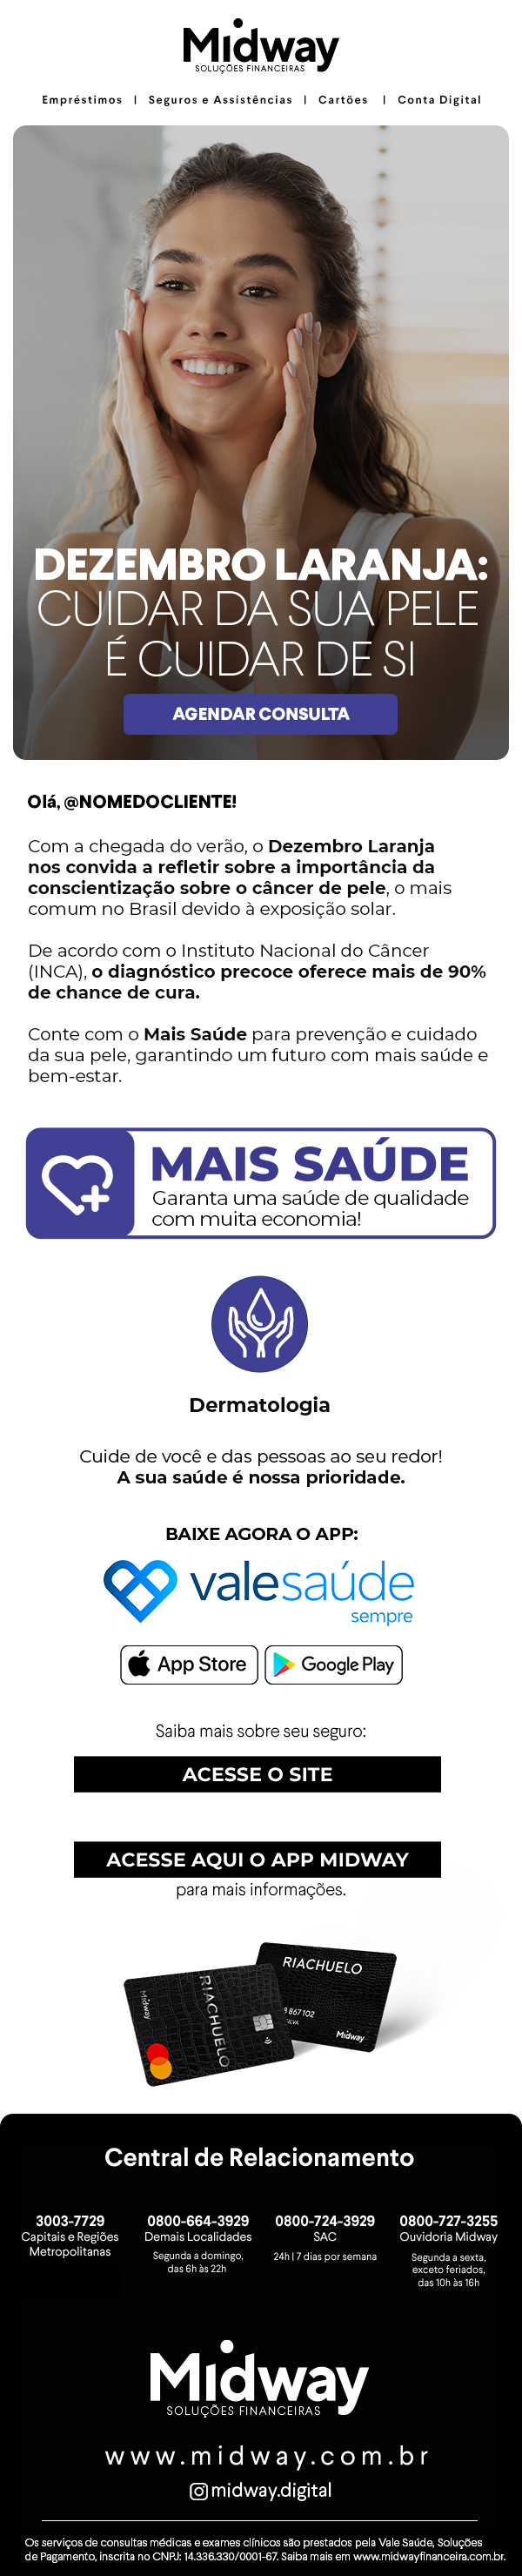 Midway
SOLUÇÕES FINANCEIRAS
Empréstimos | Seguros e Assistências | Cartões | Conta Digital
DEZEMBRO LARANJA:
CUIDAR DA SUA PELE
É CUIDAR DE SI
AGENDAR CONSULTA
Olá, @NOMEDOCLIENTE!
Com a chegada do verão, o Dezembro Laranja
nos convida a refletir sobre a importância da
conscientização sobre o câncer de pele, o mais
comum no Brasil devido à exposição solar.
De acordo com o Instituto Nacional do Câncer
(INCA), o diagnóstico precoce oferece mais de 90%
de chance de cura.
Conte com o Mais Saúde para prevenção e cuidado
da sua pele, garantindo um futuro com mais saúde e
bem-estar.
MAIS SAÚDE
Garanta uma saúde de qualidade
com muita economia!
Dermatologia
Cuide de você e das pessoas ao seu redor!
A sua saúde é nossa prioridade.
BAIXE AGORA O APP:
valesaúde
sempre
App Store Google Play
Saiba mais sobre seu seguro:
ACESSE O SITE
ACESSE AQUI O APP MIDWAY
para mais informações.
RIACHUELO
867 102
SILVA
Midway
Midway
RIACHUELO
Central de Relacionamento
3003-7729
Capitais e Regiões
Metropolitanas
0800-664-3929
Demais Localidades
Segunda a domingo,
das 6h às 22h
0800-724-3929
SAC
24h | 7 dias por semana
0800-727-3255
Ouvidoria Midway
Segunda a sexta,
exceto feriados,
das 10h às 16h
Midway
SOLUÇÕES FINANCEIRAS
www.midway.com.br
midway.digital
Os serviços de consultas médicas e exames clínicos são prestados pela Vale Saúde, Soluções
de Pagamento, inscrita no CNPJ: 14.336.330/0001-67. Saiba mais em www.midwayfinanceira.com.br.